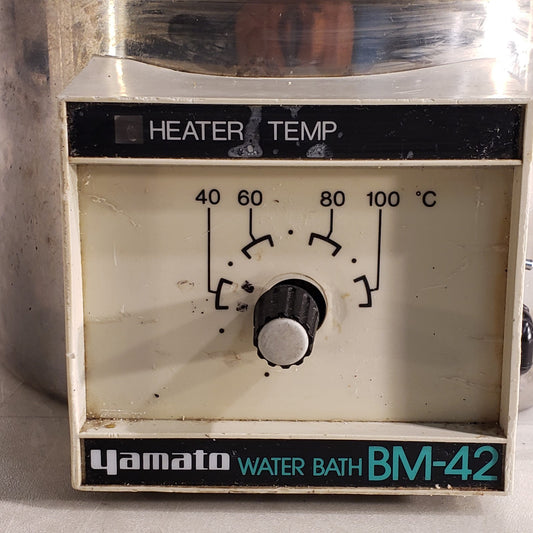 HEATER TEMP
40 60 80 100 °C
yamato WATER BATH BM-42